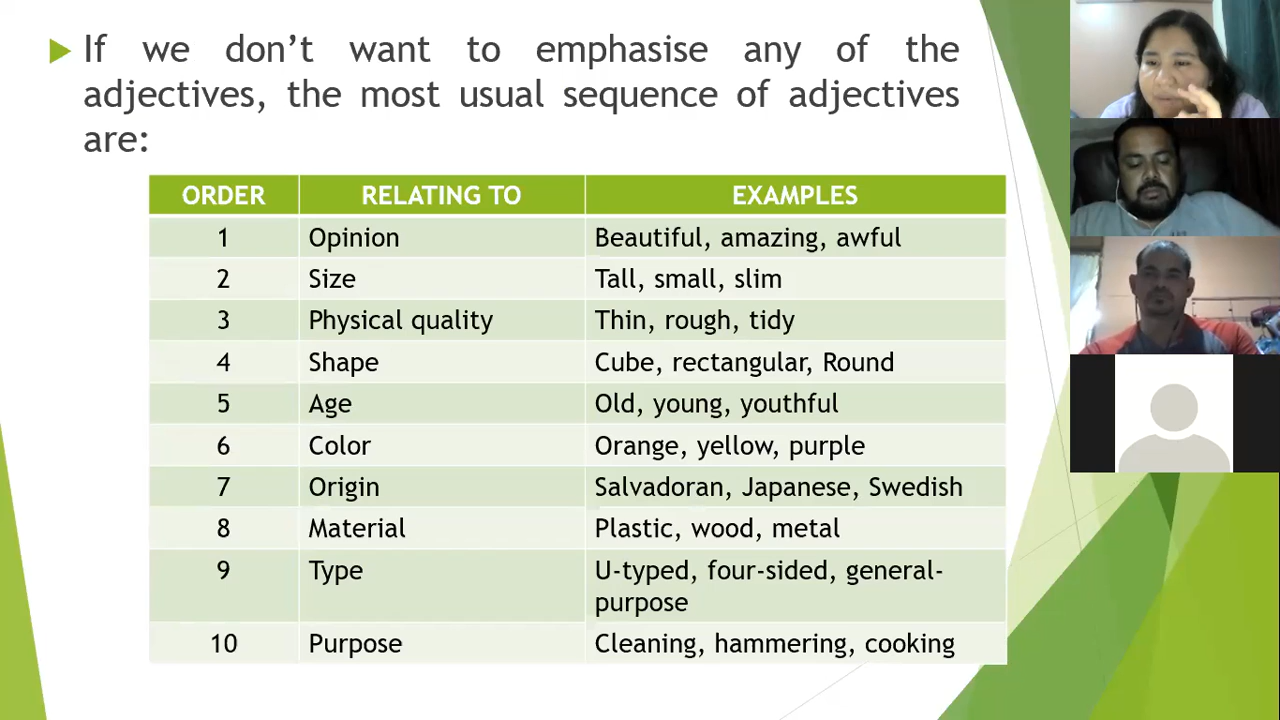 If we don't want to emphasise any of the
adjectives, the most usual sequence of adjectives
are:
ORDER RELATING TO EXAMPLES
1 Opinion Beautiful, amazing, awful
2 Size Tall, small, slim
3 Physical quality Thin, rough, tidy
4 Shape Cube, rectangular, Round
5 Age Old, young, youthful
6 Color Orange, yellow, purple
7 Origin Salvadoran, Japanese, Swedish
8 Material Plastic, wood, metal
9 Type U-typed, four-sided, general-
purpose
10 Purpose Cleaning, hammering, cooking